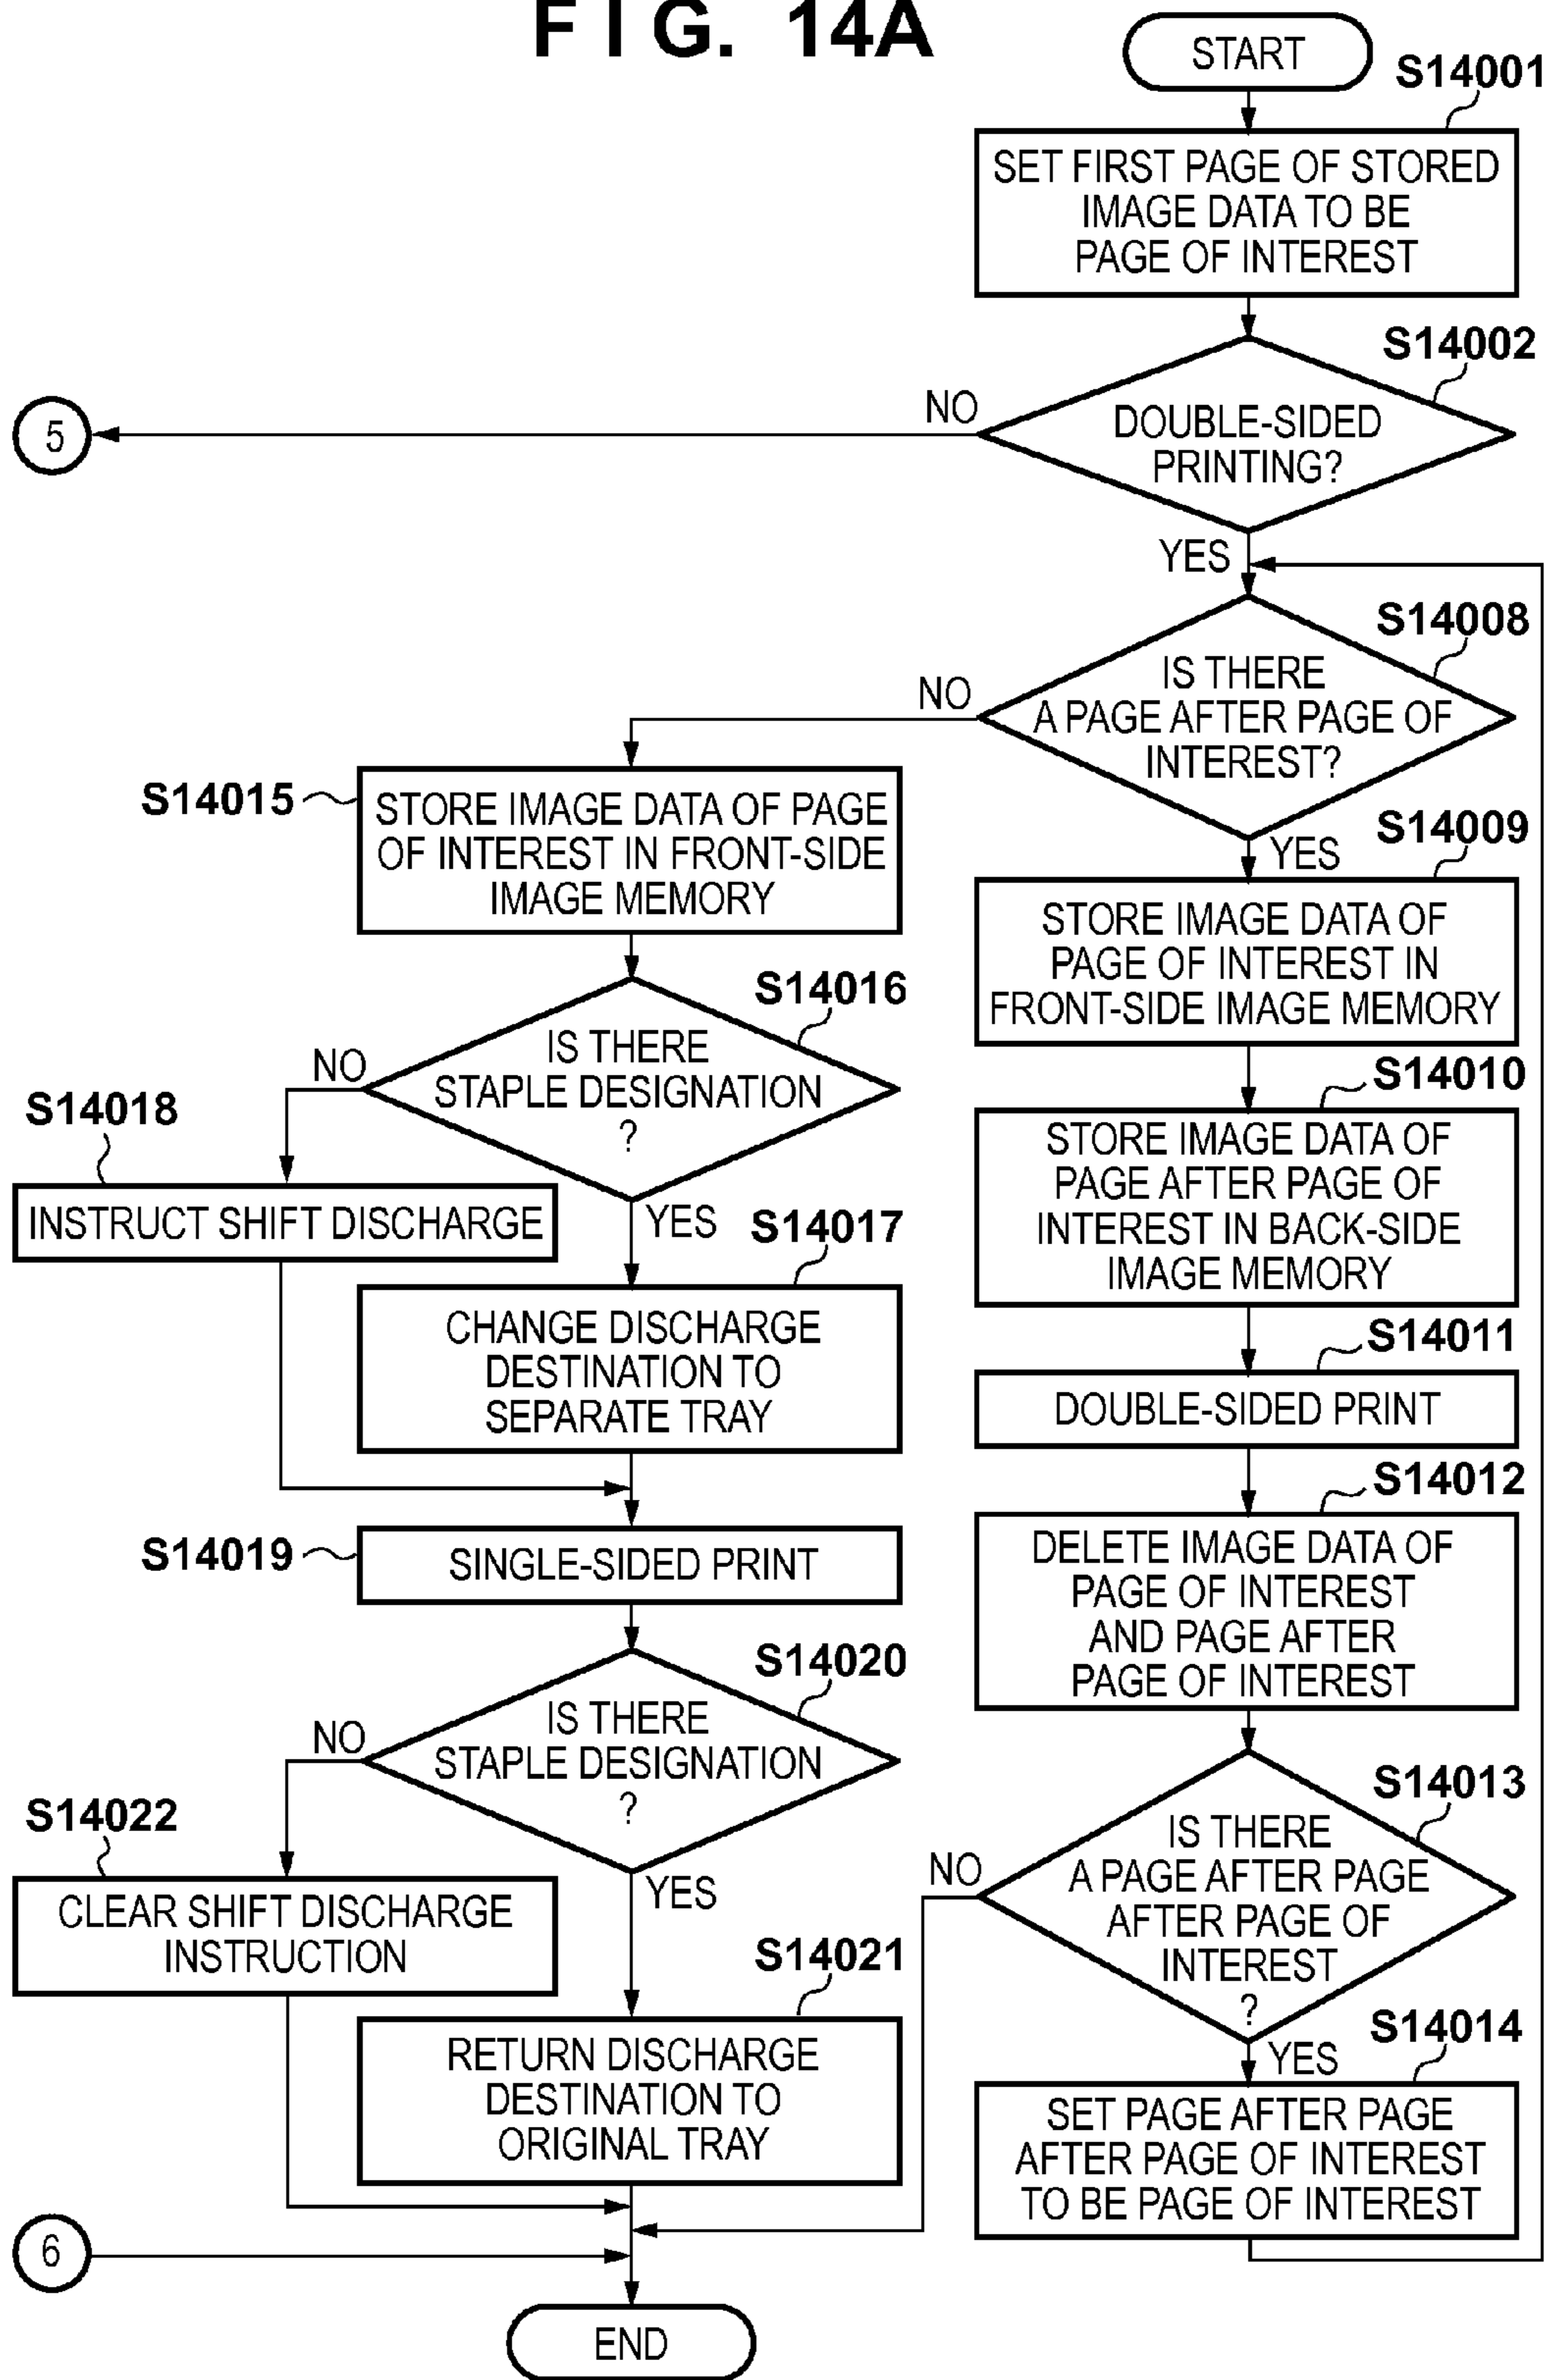 FIG. 14A
START
S14001
SET FIRST PAGE OF STORED
IMAGE DATA TO BE
PAGE OF INTEREST
S14002
DOUBLE-SIDED
PRINTING?
NO
5
YES
S14008
IS THERE
A PAGE AFTER PAGE OF
INTEREST?
NO
YES
S14009
STORE IMAGE DATA OF
PAGE OF INTEREST IN
FRONT-SIDE IMAGE MEMORY
S14010
STORE IMAGE DATA OF
PAGE AFTER PAGE OF
INTEREST IN BACK-SIDE
IMAGE MEMORY
S14011
DOUBLE-SIDED PRINT
S14012
DELETE IMAGE DATA OF
PAGE OF INTEREST
AND PAGE AFTER
PAGE OF INTEREST
S14013
IS THERE
A PAGE AFTER PAGE
AFTER PAGE OF
INTEREST
?
NO
YES
S14014
SET PAGE AFTER PAGE
AFTER PAGE OF INTEREST
TO BE PAGE OF INTEREST
S14015
STORE IMAGE DATA OF PAGE
OF INTEREST IN FRONT-SIDE
IMAGE MEMORY
S14016
IS THERE
STAPLE DESIGNATION
?
NO
YES
S14018
INSTRUCT SHIFT DISCHARGE
S14017
CHANGE DISCHARGE
DESTINATION TO
SEPARATE TRAY
S14019
SINGLE-SIDED PRINT
S14020
IS THERE
STAPLE DESIGNATION
?
NO
YES
S14022
CLEAR SHIFT DISCHARGE
INSTRUCTION
S14021
RETURN DISCHARGE
DESTINATION TO
ORIGINAL TRAY
6
END